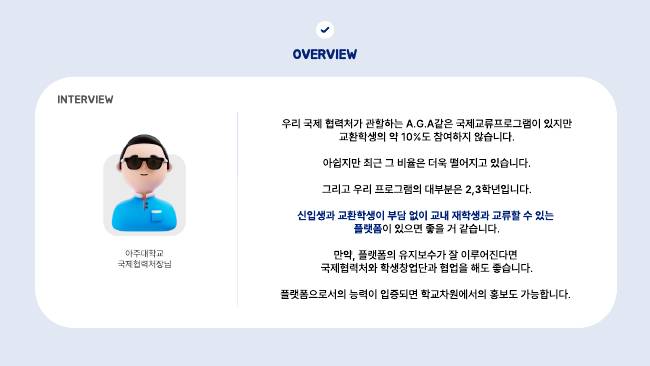 OVERVIEW
INTERVIEW
아주대학교
국제협력처장님
우리 국제 협력처가 관할하는 A.G.A같은 국제교류프로그램이 있지만
교환학생의 약 10%도 참여하지 않습니다.
아쉽지만 최근 그 비율은 더욱 떨어지고 있습니다.
그리고 우리 프로그램의 대부분은 2,3학년입니다.
신입생과 교환학생이 부담 없이 교내 재학생과 교류할 수 있는
플랫폼이 있으면 좋을 거 같습니다.
만약, 플랫폼의 유지보수가 잘 이루어진다면
국제협력처와 학생창업단과 협업을 해도 좋습니다.
플랫폼으로서의 능력이 입증되면 학교차원에서의 홍보도 가능합니다.